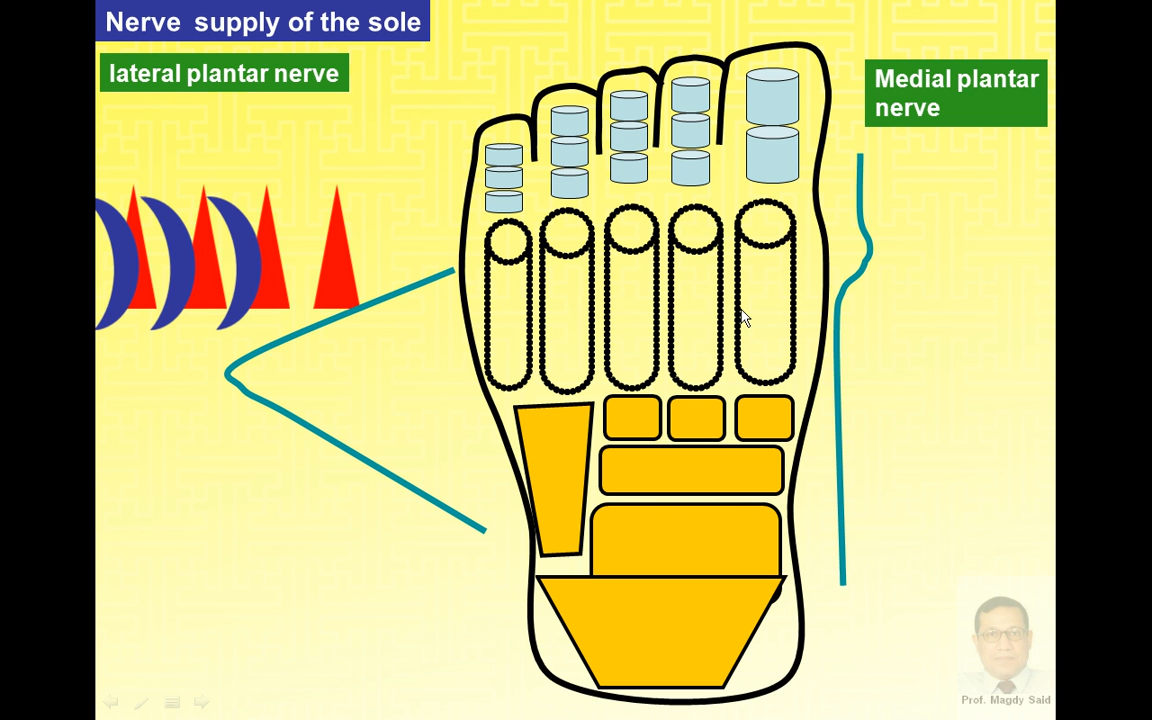 Nerve supply of the sole
lateral plantar nerve
Medial plantar
nerve
Prof. Magdy Said